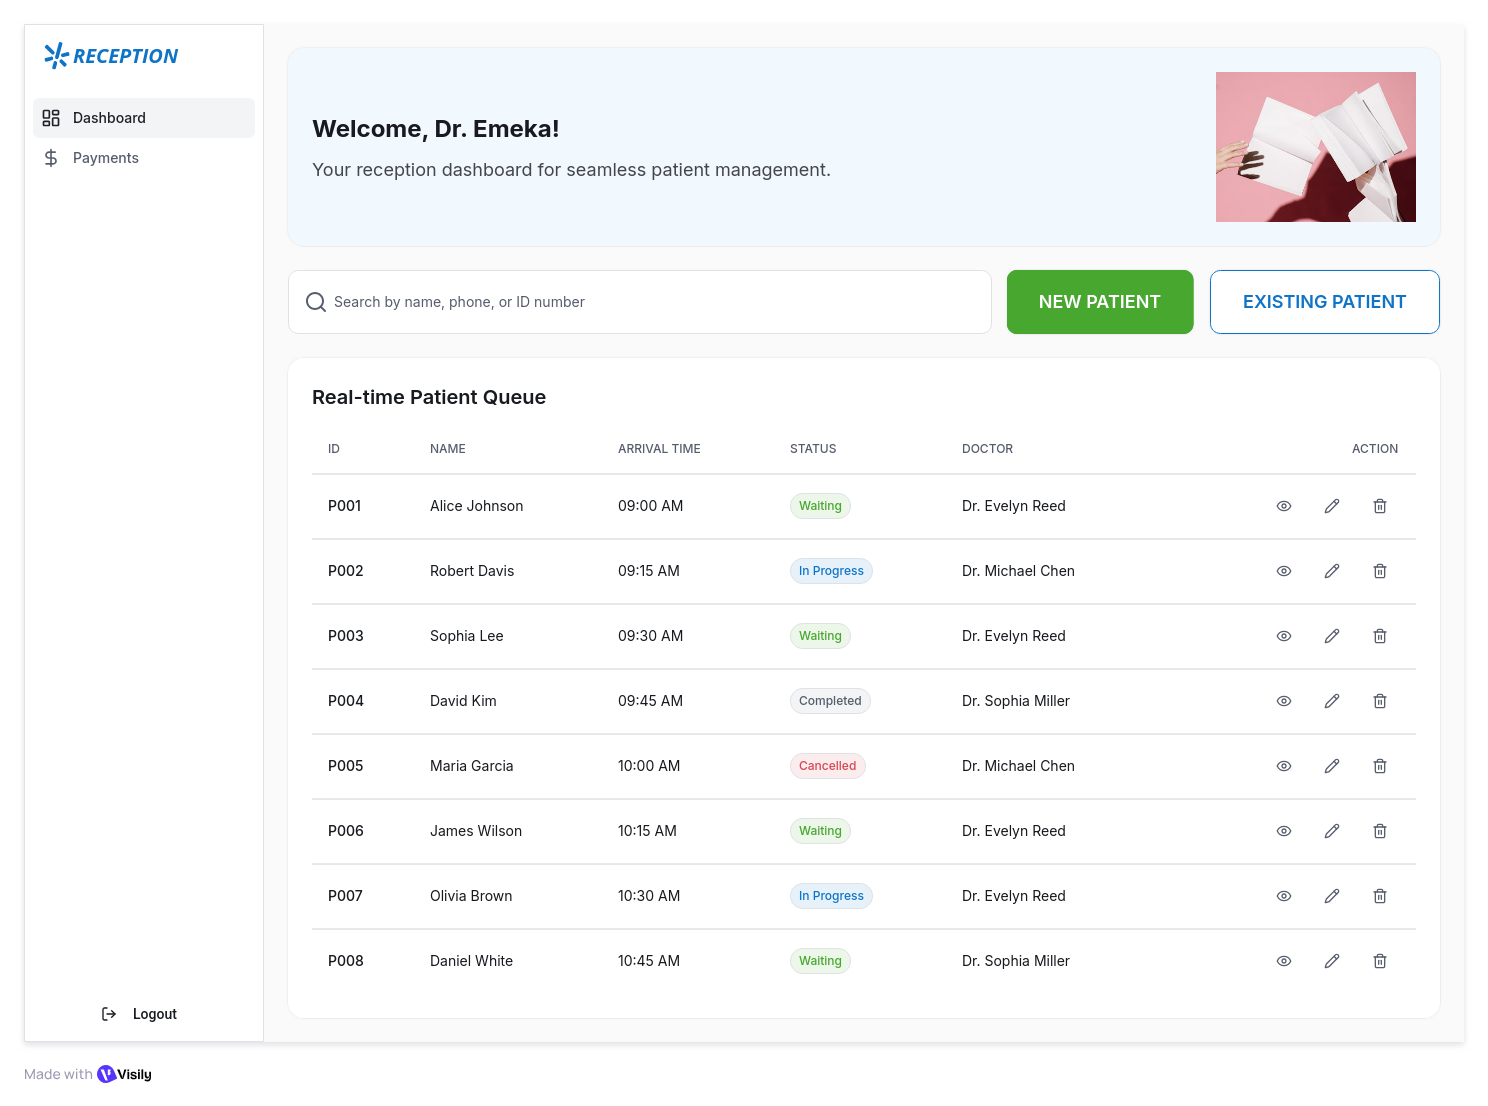 RECEPTION
Dashboard
Payments
Logout
Welcome, Dr. Emeka!
Your reception dashboard for seamless patient management.
Search by name, phone, or ID number
NEW PATIENT
EXISTING PATIENT
Real-time Patient Queue
ID NAME ARRIVAL TIME STATUS DOCTOR ACTION
P001 Alice Johnson 09:00 AM Waiting Dr. Evelyn Reed
P002 Robert Davis 09:15 AM In Progress Dr. Michael Chen
P003 Sophia Lee 09:30 AM Waiting Dr. Evelyn Reed
P004 David Kim 09:45 AM Completed Dr. Sophia Miller
P005 Maria Garcia 10:00 AM Cancelled Dr. Michael Chen
P006 James Wilson 10:15 AM Waiting Dr. Evelyn Reed
P007 Olivia Brown 10:30 AM In Progress Dr. Evelyn Reed
P008 Daniel White 10:45 AM Waiting Dr. Sophia Miller
Made with Visily